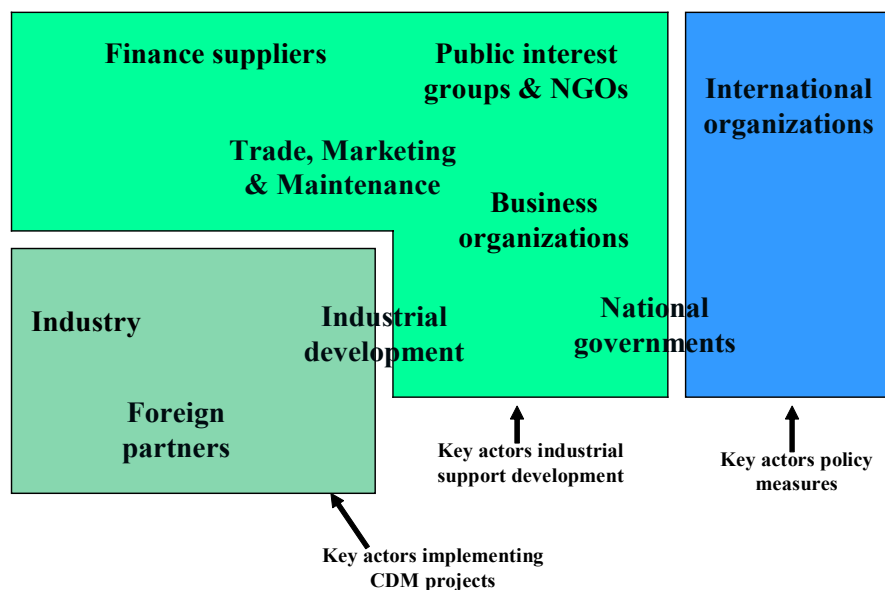 Finance suppliers
Public interest
groups & NGOs
International
organizations
Trade, Marketing
& Maintenance
Business
organizations
Industry
Industrial
development
National
governments
Foreign
partners
Key actors industrial
support development
Key actors policy
measures
Key actors implementing
CDM projects